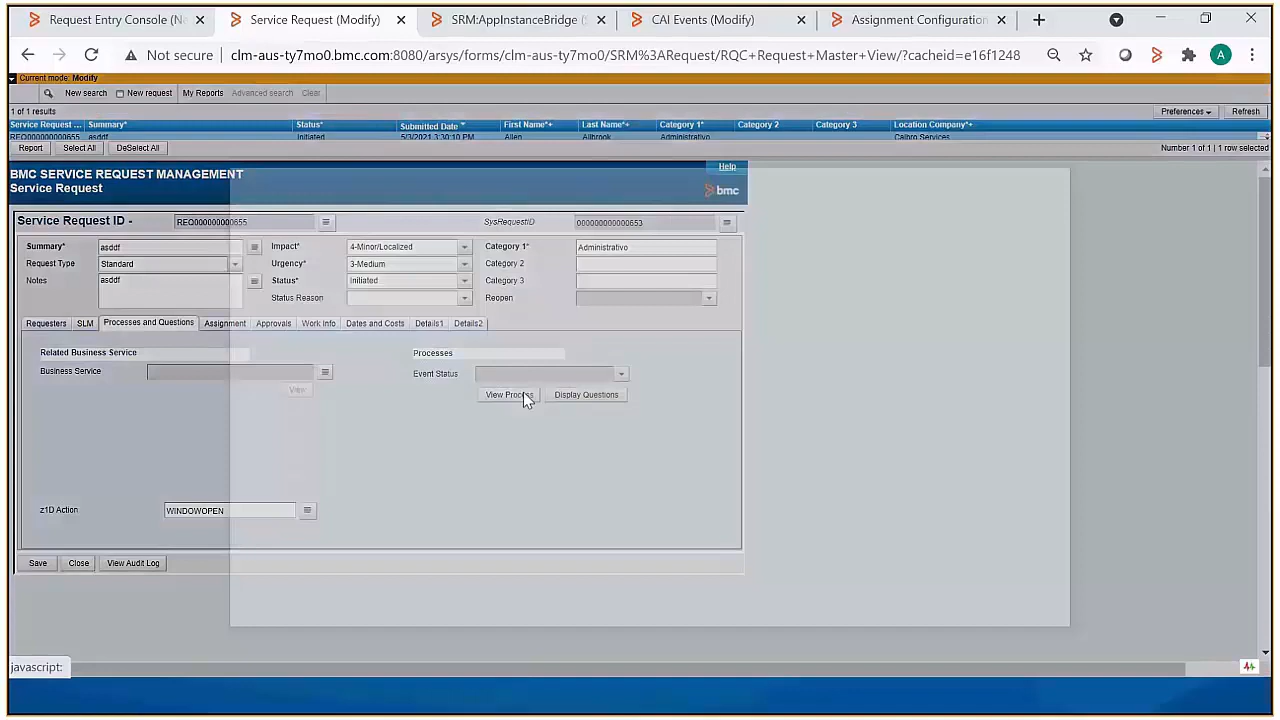 Request Entry Console (Ne
Service Request (Modify)
SRM:AppInstanceBridge (S
CAI Events (Modify)
Assignment Configuration
A
Not secure
clm-aus-ty7mo0.bmc.com:8080/arsys/forms/clm-aus-ty7mo0/SRM%3ARequest/RQC+Request+Master+View/?cacheid=e16f1248
Current mode: Modify
New search
New request
My Reports
Advanced search
Clear
1 of 1 results
Preferences
Refresh
Service Request ... Summary* Status* Submitted Date First Name*+ Last Name*+ Category 1* Category 2 Category 3 Location Company*+
REQ000000000655 asddf Initiated 5/3/2021 3:30:10 PM Allen Allbrook Administrativo Calbro Services
Report
Select All
DeSelect All
Number 1 of 1 | 1 row selected
BMC SERVICE REQUEST MANAGEMENT
Service Request
Help
bmc
Service Request ID -
REQ000000000655
SysRequestID
000000000000653
Summary* asddf
Impact* 4-Minor/Localized
Category 1* Administrativo
Request Type Standard
Urgency* 3-Medium
Category 2
Notes asddf
Status* Initiated
Category 3
Status Reason
Reopen
Requesters
SLM
Processes and Questions
Assignment
Approvals
Work Info
Dates and Costs
Details1
Details2
Related Business Service
Processes
Business Service
Event Status
View
View Process
Display Questions
z1D Action WINDOWOPEN
Save
Close
View Audit Log
javascript: